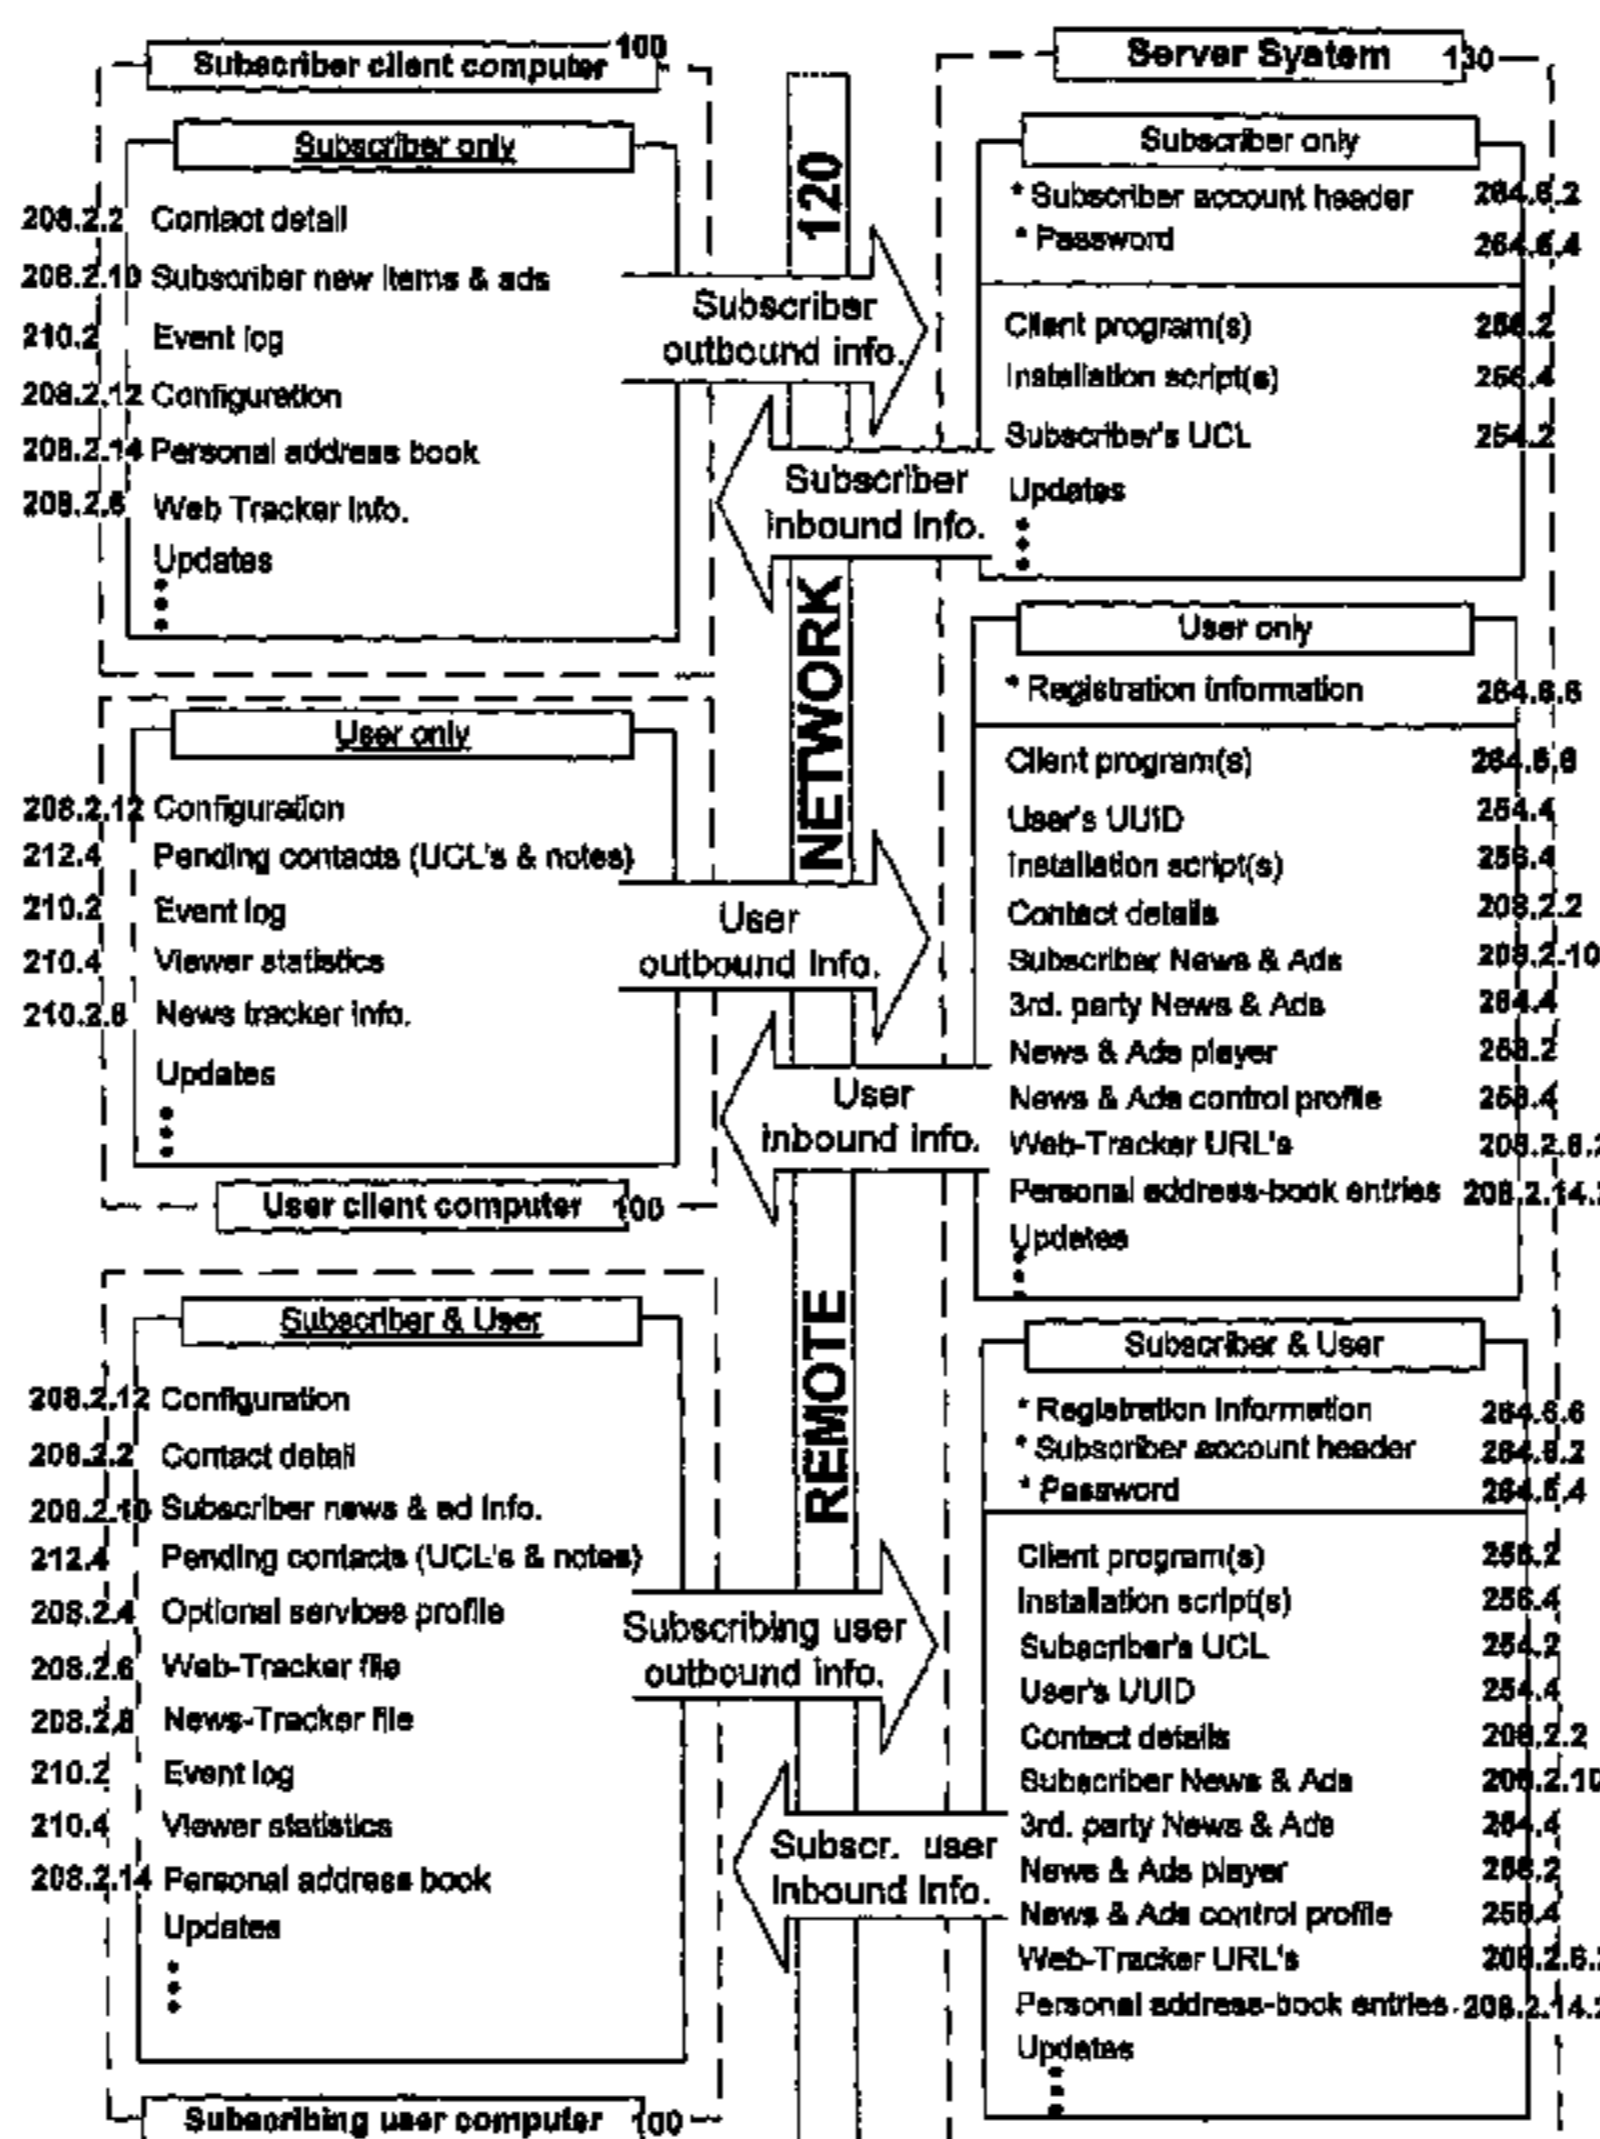 Subscriber client computer 100
Subscriber only
208.2.2 Contact detail
208.2.10 Subscriber new items & ads
210.2 Event log
208.2.12 Configuration
208.2.14 Personal address book
208.2.6 Web Tracker info.
Updates
User only
208.2.12 Configuration
212.4 Pending contacts (UCL's & notes)
210.2 Event log
210.4 Viewer statistics
210.2.8 News tracker info.
Updates
User client computer 100
Subscriber & User
208.2.12 Configuration
208.2.2 Contact detail
208.2.10 Subscriber news & ad info.
212.4 Pending contacts (UCL's & notes)
208.2.4 Optional services profile
208.2.6 Web-Tracker file
208.2.8 News-Tracker file
210.2 Event log
210.4 Viewer statistics
208.2.14 Personal address book
Updates
Subscribing user computer 100
REMOTE NETWORK 120
Subscriber
outbound info.
Subscriber
inbound info.
User
outbound info.
User
inbound info.
Subscribing user
outbound info.
Subscr. user
inbound info.
Server System 130
Subscriber only
* Subscriber account header 264.6.2
* Password 264.6.4
Client program(s) 256.2
Installation script(s) 256.4
Subscriber's UCL 254.2
Updates
User only
* Registration information 264.6.6
Client program(s)
User's UUID 254.4
Installation script(s) 256.4
Contact details 208.2.2
Subscriber News & Ads 208.2.10
3rd. party News & Ads 264.4
News & Ads player 258.2
News & Ads control profile 258.4
Web-Tracker URL's
Personal address-book entries
Updates
Subscriber & User
* Registration information 264.6.6
* Subscriber account header 264.6.2
* Password 264.6.4
Client program(s) 256.2
Installation script(s) 256.4
Subscriber's UCL 254.2
User's UUID 254.4
Contact details 208.2.2
Subscriber News & Ads 208.2.10
3rd. party News & Ads 264.4
News & Ads player 258.2
News & Ads control profile 258.4
Web-Tracker URL's
Personal address-book entries
Updates